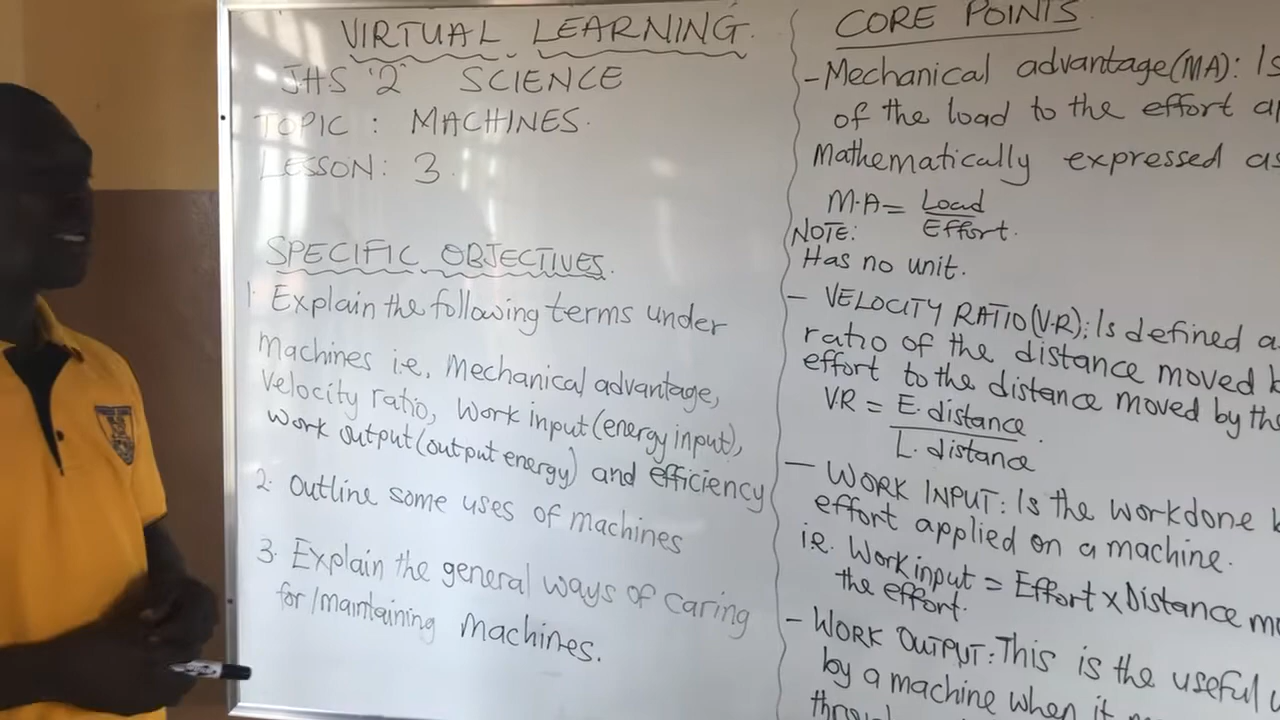 VIRTUAL LEARNING.
JHS '2' SCIENCE
TOPIC : MACHINES.
LESSON: 3.
SPECIFIC OBJECTIVES.
1. Explain the following terms under
machines i.e, Mechanical advantage,
Velocity ratio, Work input (energy input),
Work output (output energy) and efficiency
2. Outline some uses of machines
3. Explain the general ways of caring
for /maintaining machines.
CORE POINTS.
- Mechanical advantage (MA): Is
of the load to the effort
Mathematically expressed as
M.A = Load
Effort.
NOTE:
Has no unit.
- VELOCITY RATIO (V.R): Is defined
ratio of the distance moved
effort to the distance moved by the
VR = E. distance.
L. distance
- WORK INPUT: Is the workdone
effort applied on a machine.
i.e. Work input = Effort x Distance
the effort.
- WORK OUTPUT: This is the useful
by a machine when it